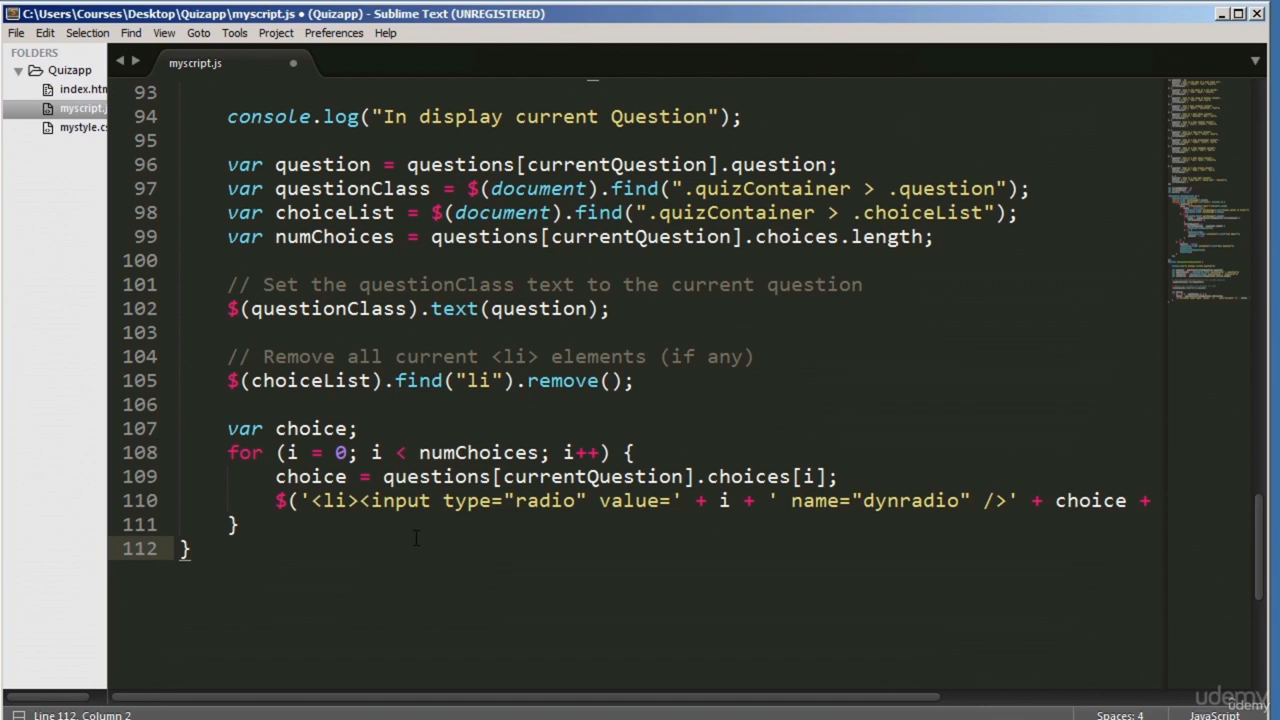 C:\Users\Courses\Desktop\Quizapp\myscript.js • (Quizapp) - Sublime Text (UNREGISTERED)
File Edit Selection Find View Goto Tools Project Preferences Help
FOLDERS
Quizapp
index.htm
myscript.j
mystyle.cs
myscript.js
93
94 console.log("In display current Question");
95
96 var question = questions[currentQuestion].question;
97 var questionClass = $(document).find(".quizContainer > .question");
98 var choiceList = $(document).find(".quizContainer > .choiceList");
99 var numChoices = questions[currentQuestion].choices.length;
100
101 // Set the questionClass text to the current question
102 $(questionClass).text(question);
103
104 // Remove all current <li> elements (if any)
105 $(choiceList).find("li").remove();
106
107 var choice;
108 for (i = 0; i < numChoices; i++) {
109 choice = questions[currentQuestion].choices[i];
110 $('<li><input type="radio" value=' + i + ' name="dynradio" />' + choice +
111 }
112 }
udemy
udemy
Line 112, Column 2 Spaces: 4 JavaScript